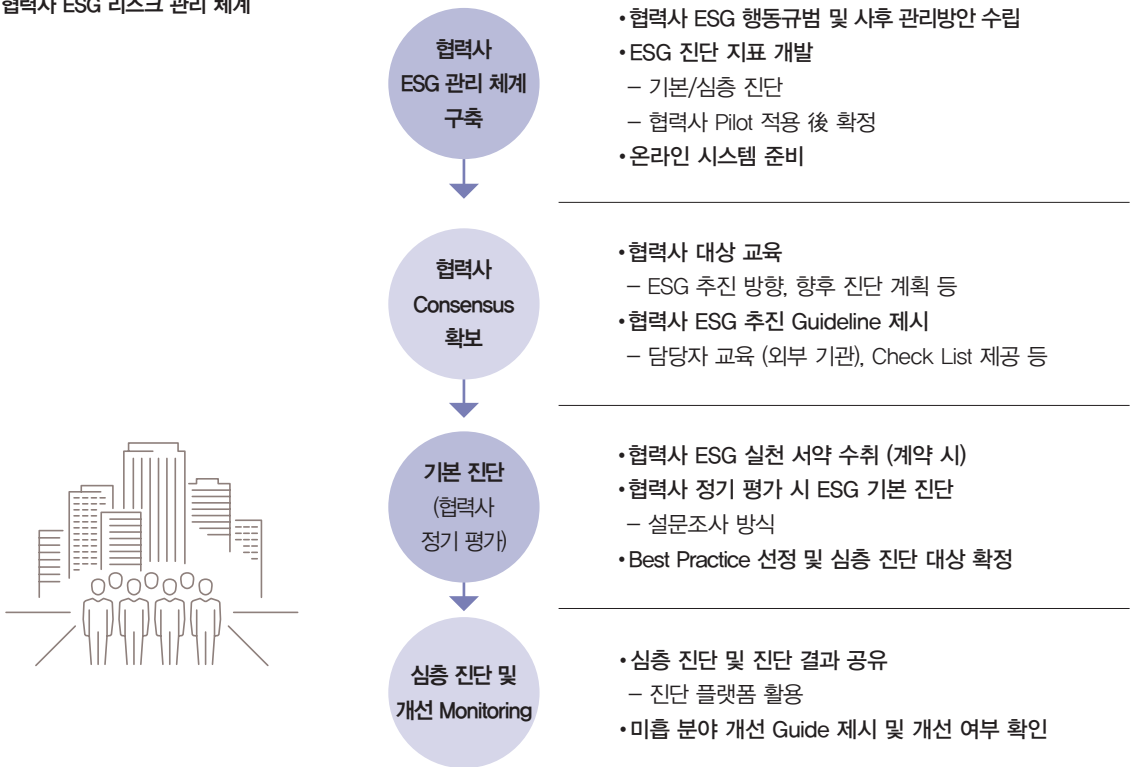 협력사 ESG 리스크 관리 체계
협력사
ESG 관리 체계
구축
•협력사 ESG 행동규범 및 사후 관리방안 수립
•ESG 진단 지표 개발
– 기본/심층 진단
– 협력사 Pilot 적용 後 확정
•온라인 시스템 준비
협력사
Consensus
확보
•협력사 대상 교육
– ESG 추진 방향, 향후 진단 계획 등
•협력사 ESG 추진 Guideline 제시
– 담당자 교육 (외부 기관), Check List 제공 등
기본 진단
(협력사
정기 평가)
•협력사 ESG 실천 서약 수취 (계약 시)
•협력사 정기 평가 시 ESG 기본 진단
– 설문조사 방식
•Best Practice 선정 및 심층 진단 대상 확정
심층 진단 및
개선 Monitoring
•심층 진단 및 진단 결과 공유
– 진단 플랫폼 활용
•미흡 분야 개선 Guide 제시 및 개선 여부 확인